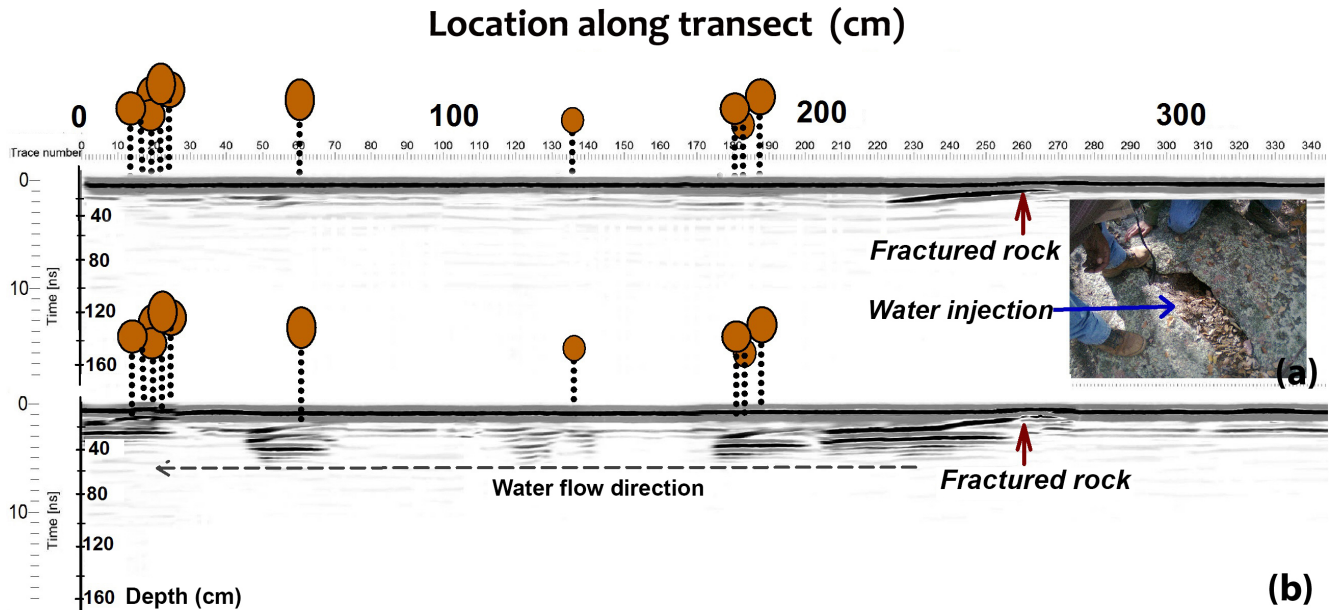 Location along transect (cm)
0 100 200 300
Trace number 0 10 20 30 40 50 60 70 80 90 100 110 120 130 140 150 160 170 180 190 200 210 220 230 240 250 260 270 280 290 300 310 320 330 340
0
40
Fractured rock
80
10
Time [ns]
Water injection
120
160
(a)
0
40
Fractured rock
Water flow direction
80
10
Time [ns]
120
160 Depth (cm)
(b)